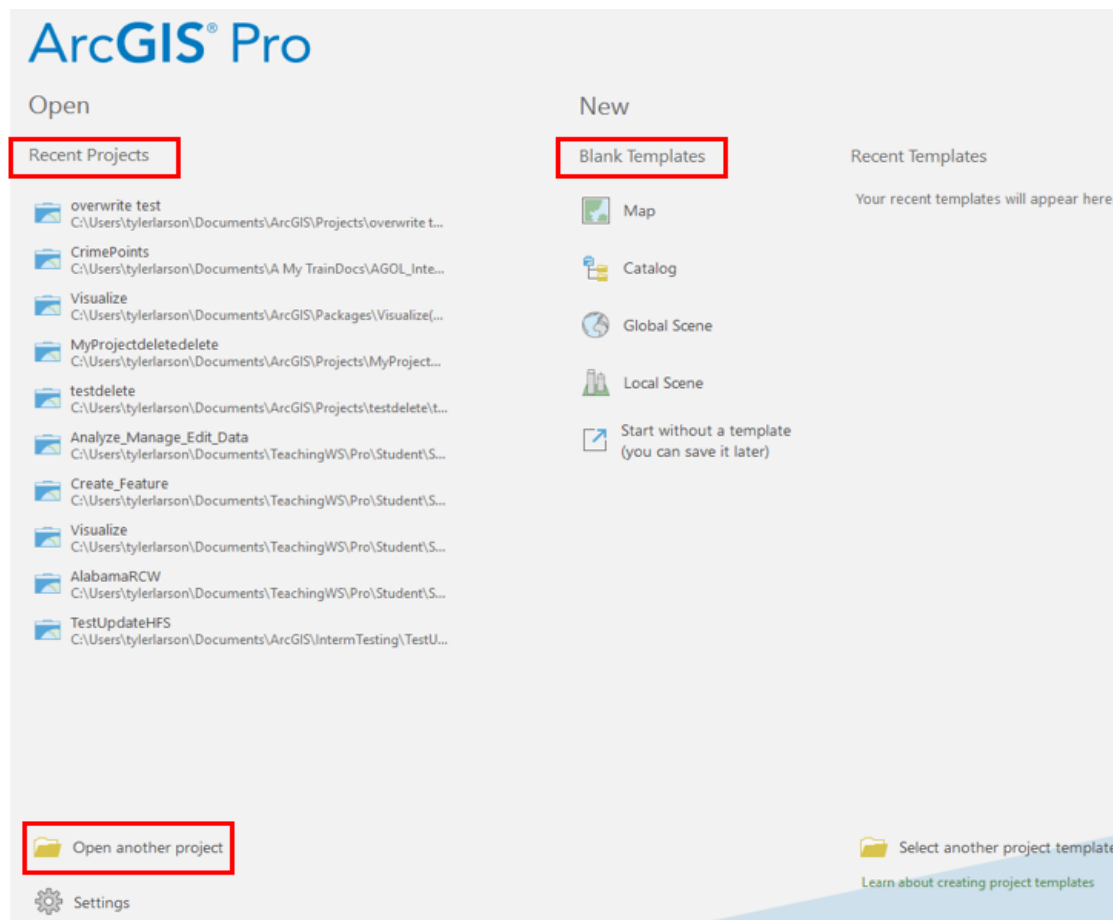 ArcGIS® Pro
Open
Recent Projects
overwrite test
C:\Users\tylerlarson\Documents\ArcGIS\Projects\overwrite t...
CrimePoints
C:\Users\tylerlarson\Documents\A My TrainDocs\AGOL_Inte...
Visualize
C:\Users\tylerlarson\Documents\ArcGIS\Packages\Visualize(...
MyProjectdeletedelete
C:\Users\tylerlarson\Documents\ArcGIS\Projects\MyProject...
testdelete
C:\Users\tylerlarson\Documents\ArcGIS\Projects\testdelete\t...
Analyze_Manage_Edit_Data
C:\Users\tylerlarson\Documents\TeachingWS\Pro\Student\S...
Create_Feature
C:\Users\tylerlarson\Documents\TeachingWS\Pro\Student\S...
Visualize
C:\Users\tylerlarson\Documents\TeachingWS\Pro\Student\S...
AlabamaRCW
C:\Users\tylerlarson\Documents\TeachingWS\Pro\Student\S...
TestUpdateHFS
C:\Users\tylerlarson\Documents\ArcGIS\IntermTesting\TestU...
Open another project
Settings
New
Blank Templates
Map
Catalog
Global Scene
Local Scene
Start without a template
(you can save it later)
Recent Templates
Your recent templates will appear here
Select another project template
Learn about creating project templates